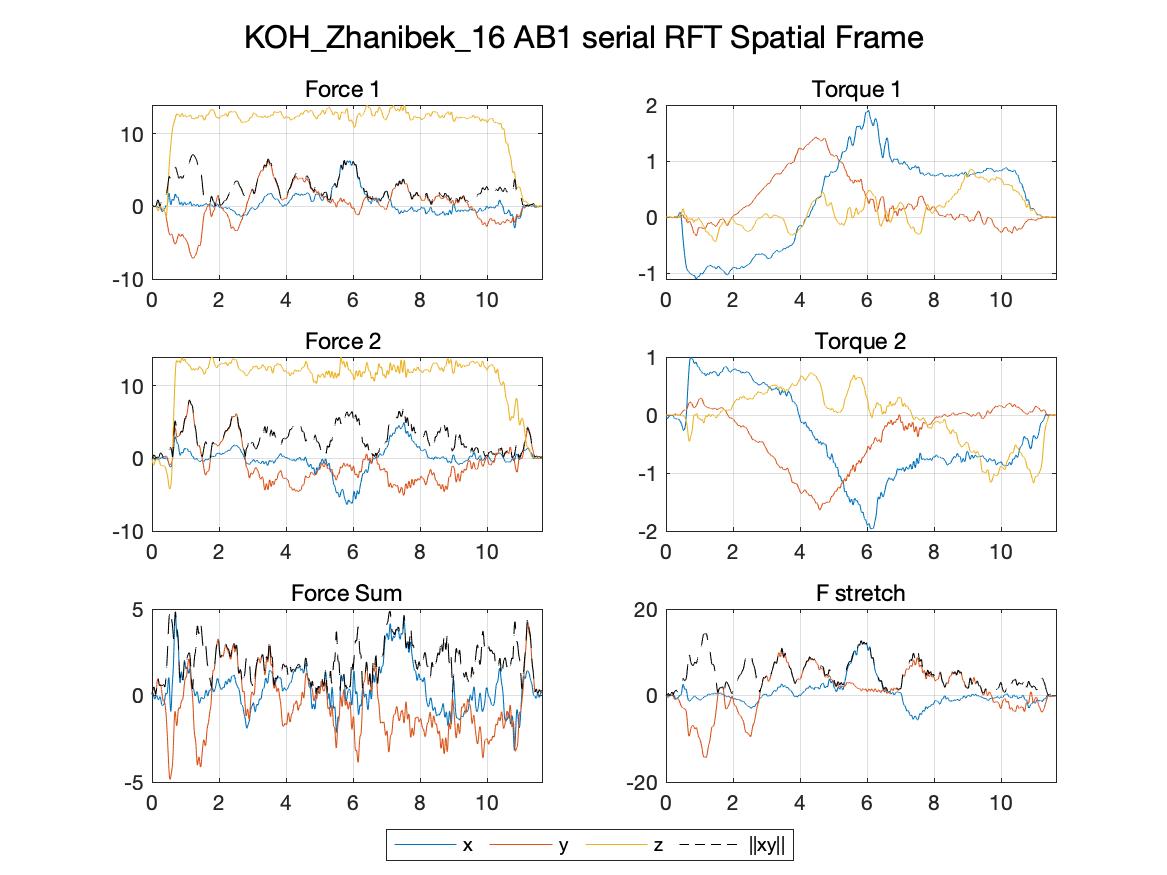 KOH_Zhanibek_16 AB1 serial RFT Spatial Frame
Force 1
10
0
-10
0 2 4 6 8 10
Torque 1
2
1
0
-1
0 2 4 6 8 10
Force 2
10
0
-10
0 2 4 6 8 10
Torque 2
1
0
-1
-2
0 2 4 6 8 10
Force Sum
5
0
-5
0 2 4 6 8 10
F stretch
20
0
-20
0 2 4 6 8 10
x y z ||xy||